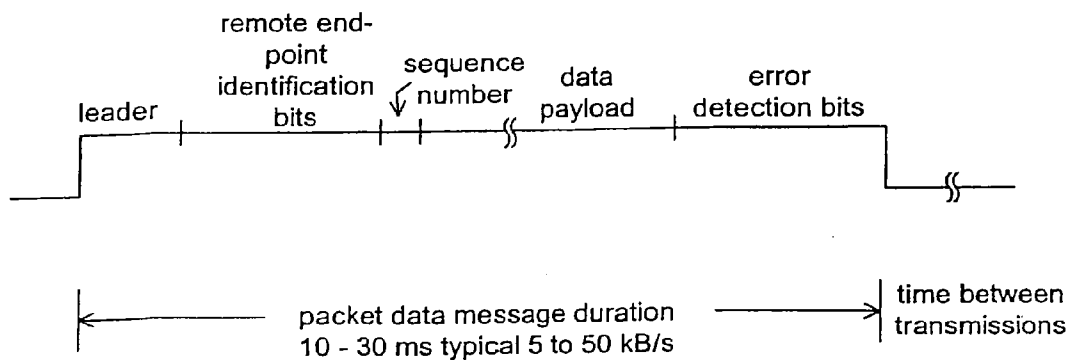 leader
remote end-
point
identification
bits
sequence
number
data
payload
error
detection bits
packet data message duration
10 - 30 ms typical 5 to 50 kB/s
time between
transmissions